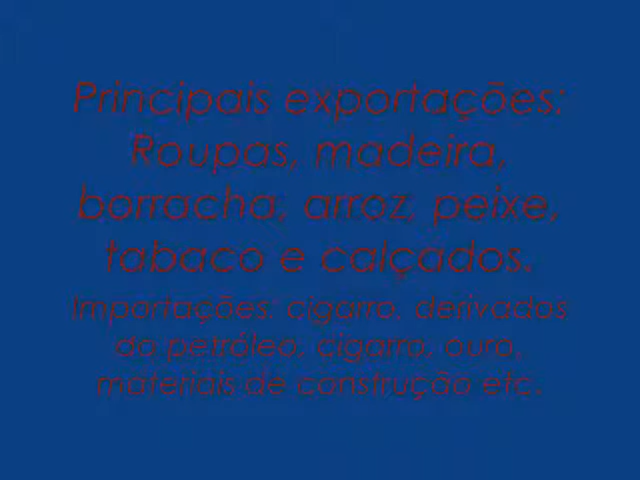 Principais exportações:
Roupas, madeira,
borracha, arroz, peixe,
tabaco e calçados.
Importações: cigarro, derivados
do petróleo, cigarro, ouro,
materiais de construção etc.